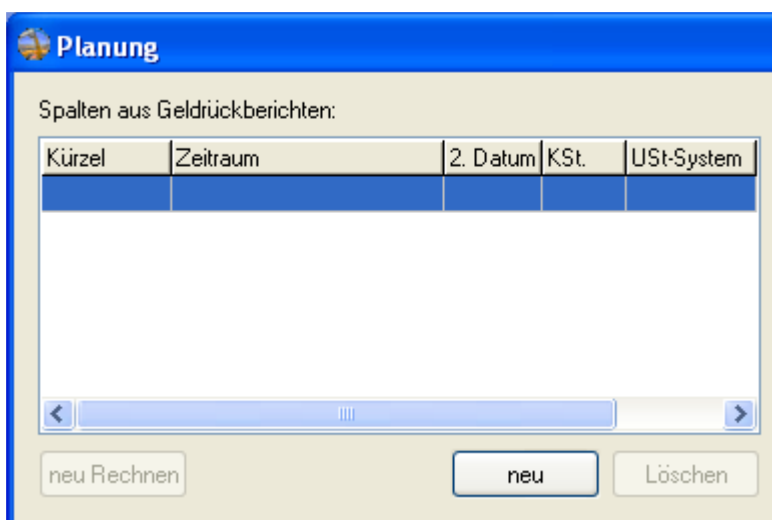 Planung
Spalten aus Geldrückberichten:
Kürzel Zeitraum 2. Datum KSt. USt-System
neu Rechnen neu Löschen